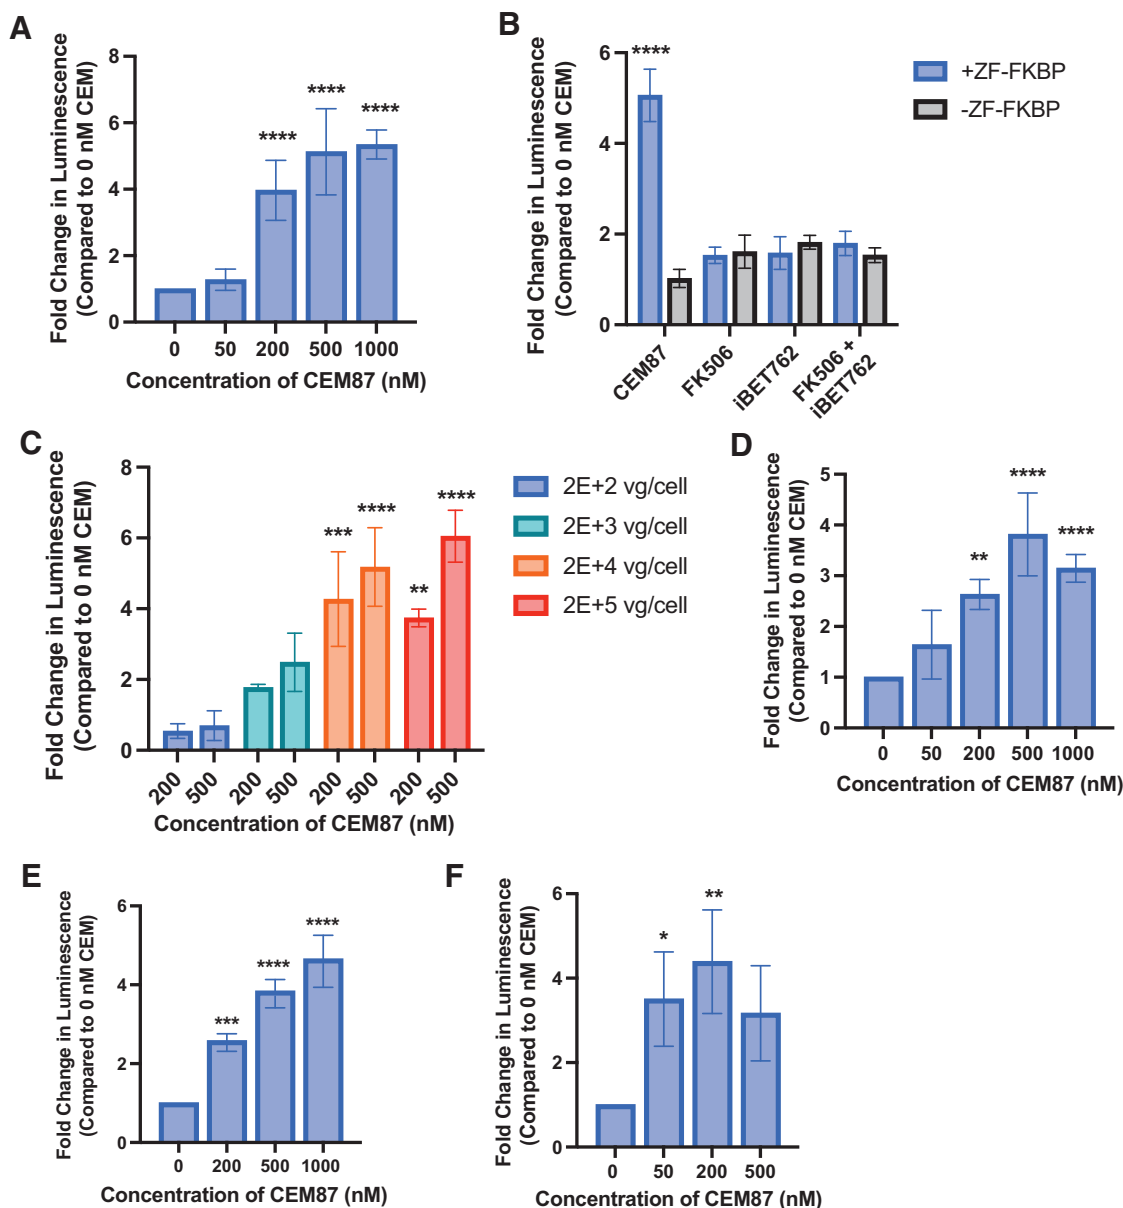 A
Fold Change in Luminescence
(Compared to 0 nM CEM)
8
6
4
2
0
****
****
****
0 50 200 500 1000
Concentration of CEM87 (nM)
B
Fold Change in Luminescence
(Compared to 0 nM CEM)
6
4
2
0
****
CEM87
FK506
iBET762
FK506 +
iBET762
+ZF-FKBP
-ZF-FKBP
C
Fold Change in Luminescence
(Compared to 0 nM CEM)
8
6
4
2
0
***
****
**
****
200 500 200 500 200 500 200 500
Concentration of CEM87 (nM)
2E+2 vg/cell
2E+3 vg/cell
2E+4 vg/cell
2E+5 vg/cell
D
Fold Change in Luminescence
(Compared to 0 nM CEM)
5
4
3
2
1
0
**
****
****
0 50 200 500 1000
Concentration of CEM87 (nM)
E
Fold Change in Luminescence
(Compared to 0 nM CEM)
6
4
2
0
***
****
****
0 200 500 1000
Concentration of CEM87 (nM)
F
Fold Change in Luminescence
(Compared to 0 nM CEM)
6
4
2
0
*
**
0 50 200 500
Concentration of CEM87 (nM)